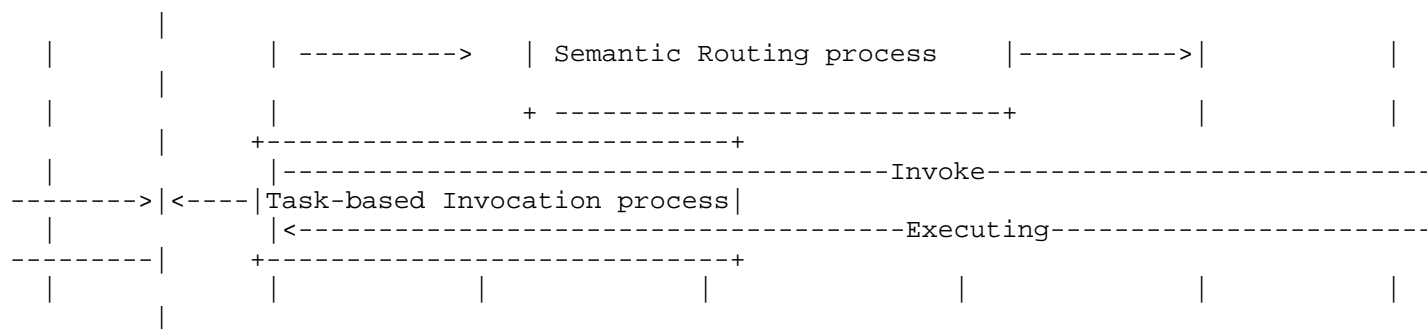 |
| | ----------> | Semantic Routing process |---------->| |
|
| | + ----------------------------+ | |
| +-----------------------------+
| |--------------------------------------Invoke----------------------------
-------->|<----|Task-based Invocation process|
| |<--------------------------------------Executing------------------------
---------| +-----------------------------+
| | | | | | |
|